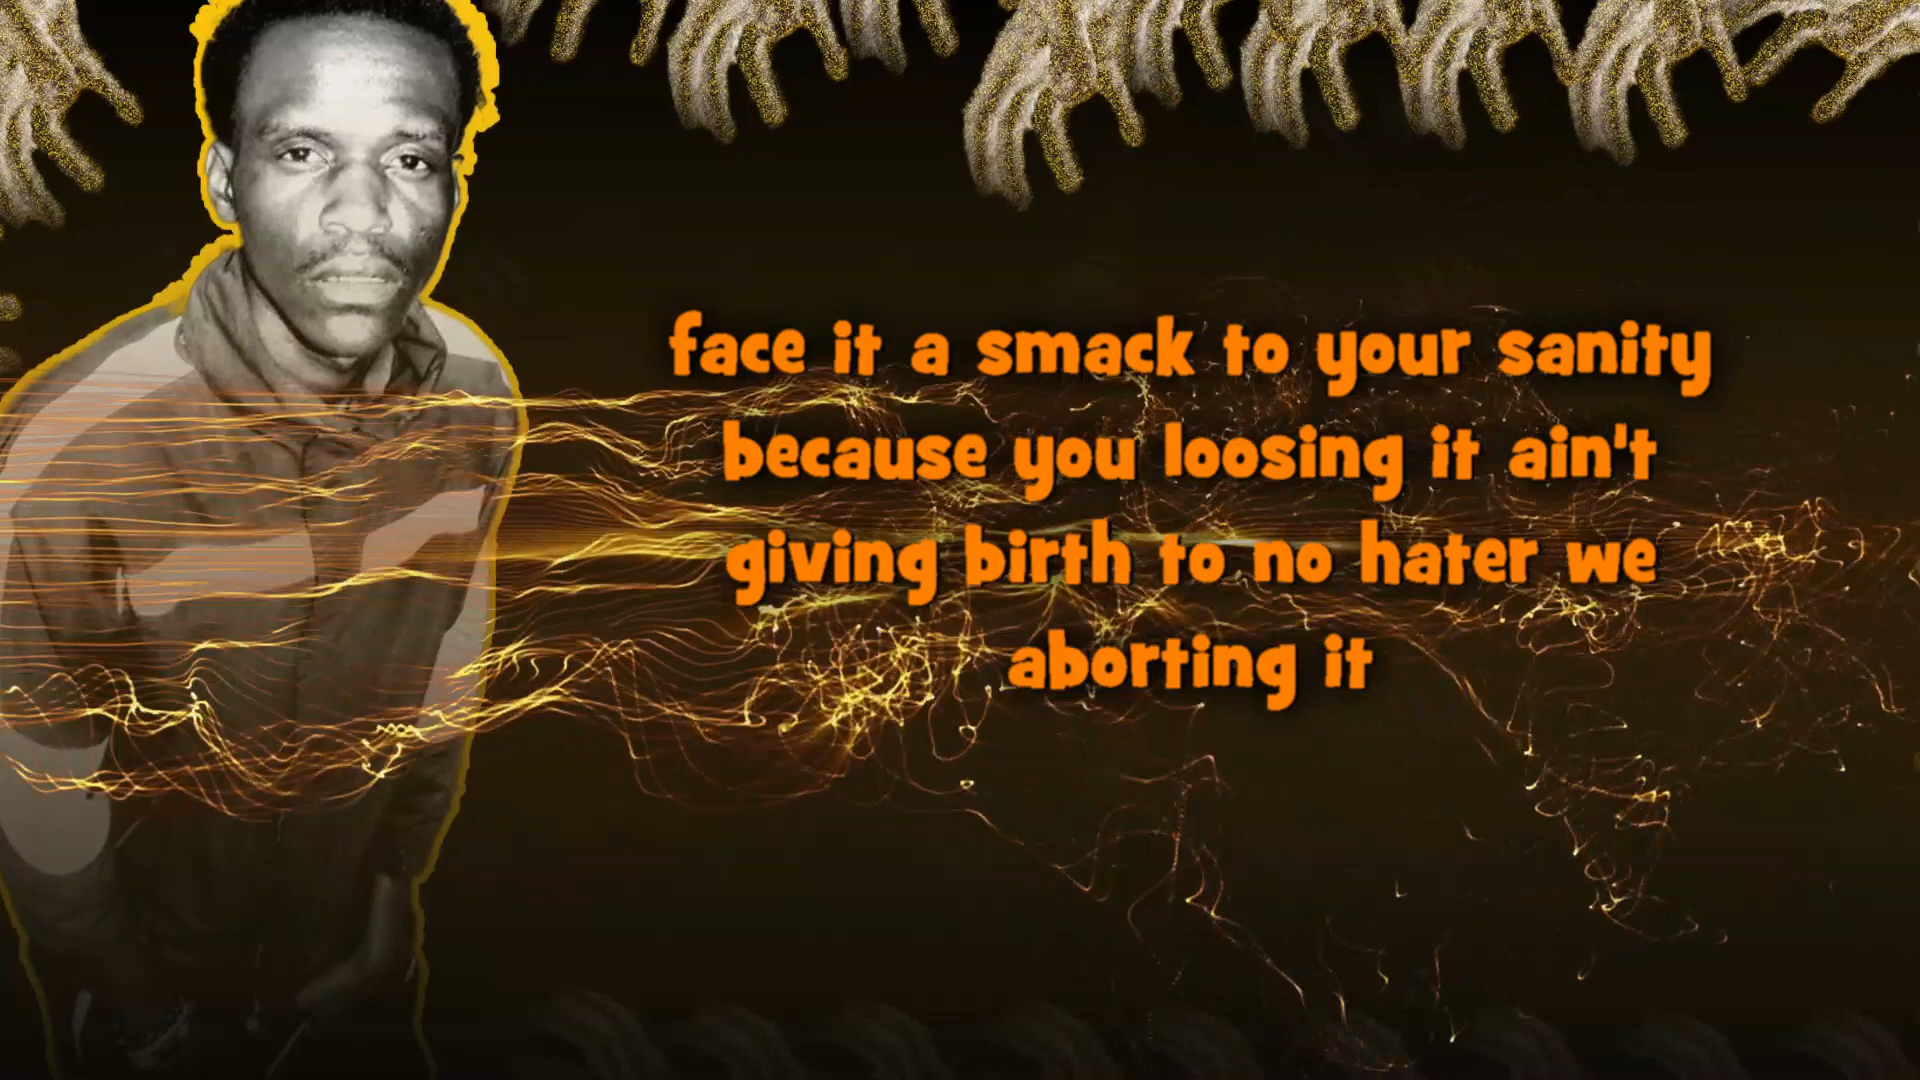 face it a smack to your sanity
because you loosing it ain't
giving birth to no hater we
aborting it